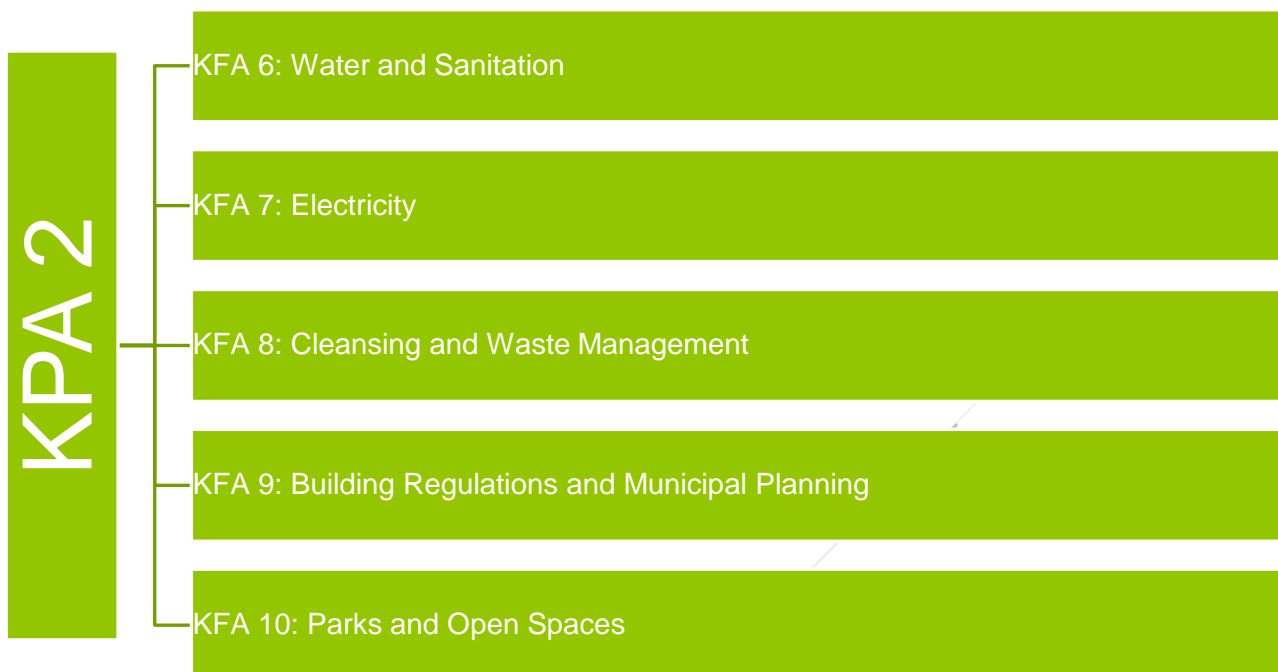 KPA 2
KFA 6: Water and Sanitation
KFA 7: Electricity
KFA 8: Cleansing and Waste Management
KFA 9: Building Regulations and Municipal Planning
KFA 10: Parks and Open Spaces